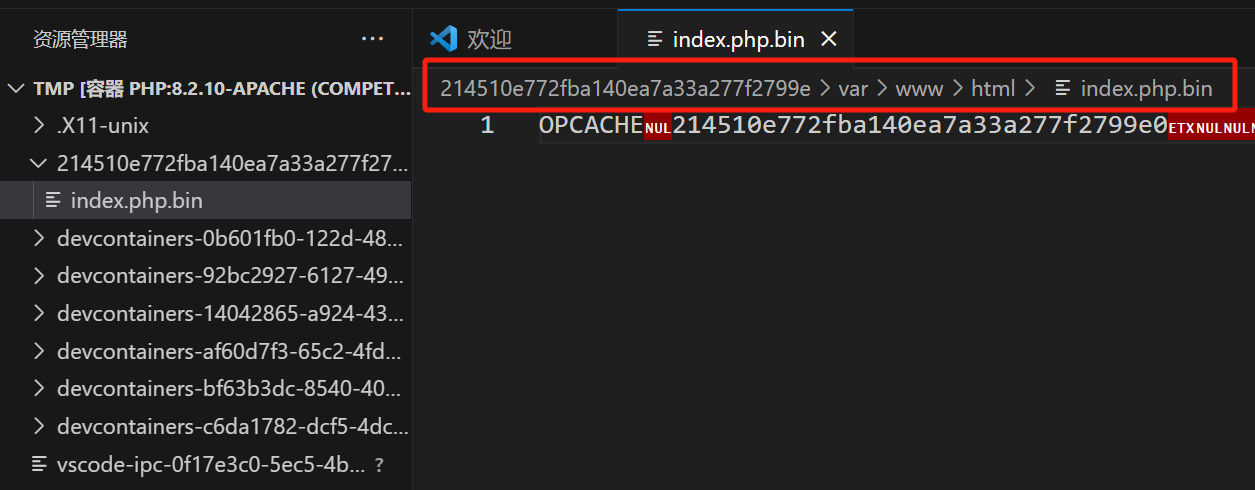 资源管理器
TMP [容器 PHP:8.2.10-APACHE (COMPET...
.X11-unix
214510e772fba140ea7a33a277f27...
index.php.bin
devcontainers-0b601fb0-122d-48...
devcontainers-92bc2927-6127-49...
devcontainers-14042865-a924-43...
devcontainers-af60d7f3-65c2-4fd...
devcontainers-bf63b3dc-8540-40...
devcontainers-c6da1782-dcf5-4dc...
vscode-ipc-0f17e3c0-5ec5-4b... ?
欢迎
index.php.bin
214510e772fba140ea7a33a277f2799e > var > www > html > index.php.bin
1 OPCACHENUL214510e772fba140ea7a33a277f2799e0ETXNULNULN